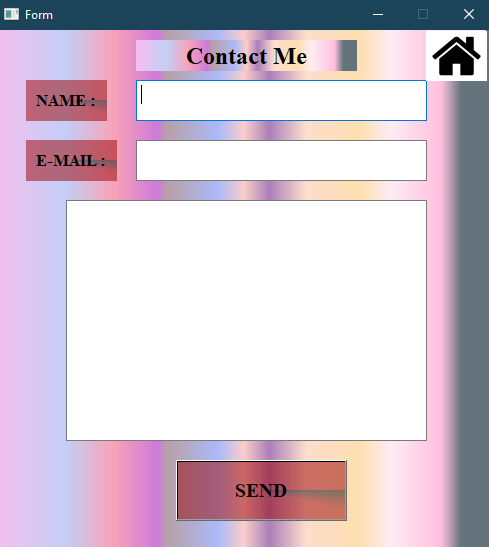 Form
Contact Me
NAME :
E-MAIL :
SEND